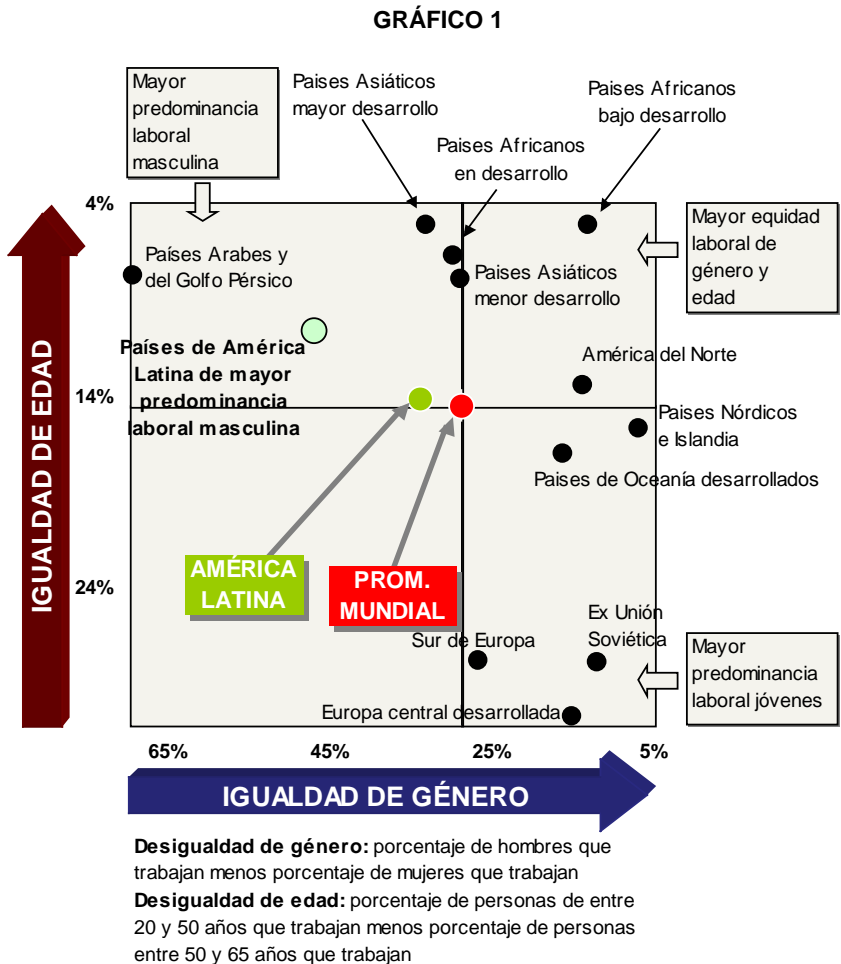 GRÁFICO 1
Mayor
predominancia
laboral
masculina
Paises Asiáticos
mayor desarrollo
Paises Africanos
en desarrollo
Paises Africanos
bajo desarrollo
4%
Mayor equidad
laboral de
género y
edad
Países Arabes y
del Golfo Pérsico
Paises Asiáticos
menor desarrollo
Países de América
Latina de mayor
predominancia
laboral masculina
América del Norte
14%
Paises Nórdicos
e Islandia
Paises de Oceanía desarrollados
IGUALDAD DE EDAD
AMÉRICA
LATINA
PROM.
MUNDIAL
24%
Sur de Europa
Ex Unión
Soviética
Mayor
predominancia
laboral jóvenes
Europa central desarrollada
65%
45%
25%
5%
IGUALDAD DE GÉNERO
Desigualdad de género: porcentaje de hombres que
trabajan menos porcentaje de mujeres que trabajan
Desigualdad de edad: porcentaje de personas de entre
20 y 50 años que trabajan menos porcentaje de personas
entre 50 y 65 años que trabajan